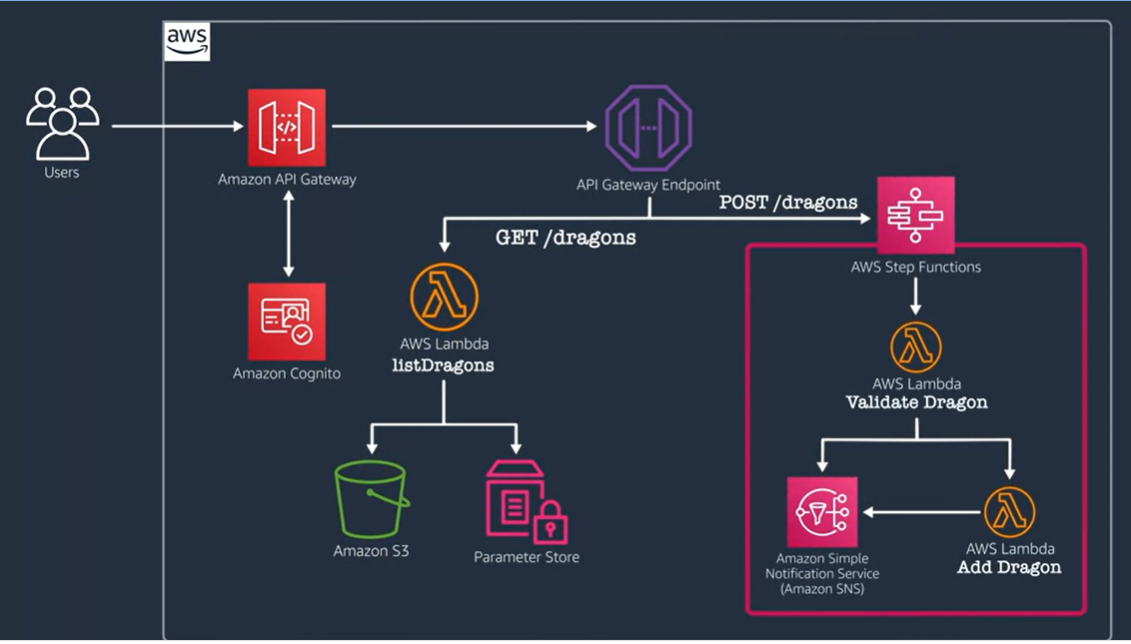 aws
Users
Amazon API Gateway
API Gateway Endpoint
POST /dragons
GET /dragons
AWS Step Functions
Amazon Cognito
AWS Lambda
listDragons
AWS Lambda
Validate Dragon
Amazon S3
Parameter Store
Amazon Simple
Notification Service
(Amazon SNS)
AWS Lambda
Add Dragon